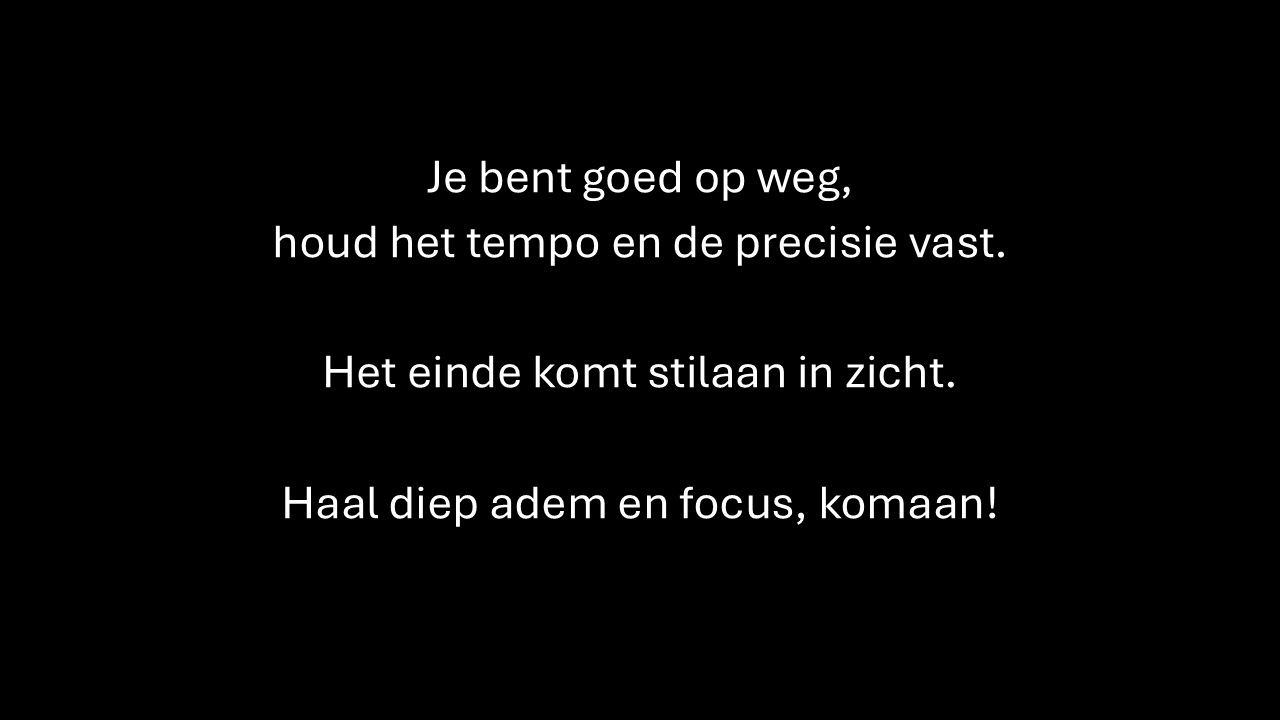 Je bent goed op weg,
houd het tempo en de precisie vast.
Het einde komt stilaan in zicht.
Haal diep adem en focus, komaan!